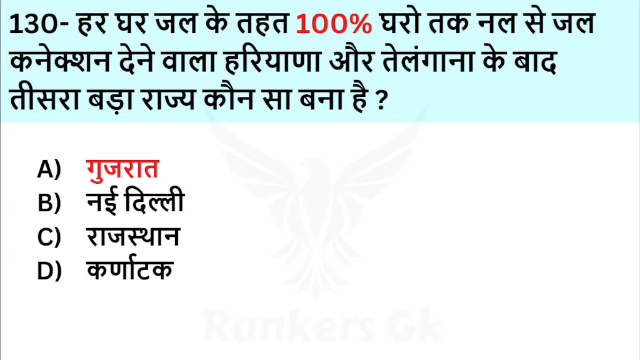 130- हर घर जल के तहत 100% घरो तक नल से जल
कनेक्शन देने वाला हरियाणा और तेलंगाना के बाद
तीसरा बड़ा राज्य कौन सा बना है ?
A) गुजरात
B) नई दिल्ली
C) राजस्थान
D) कर्णाटक
Rankers Gk